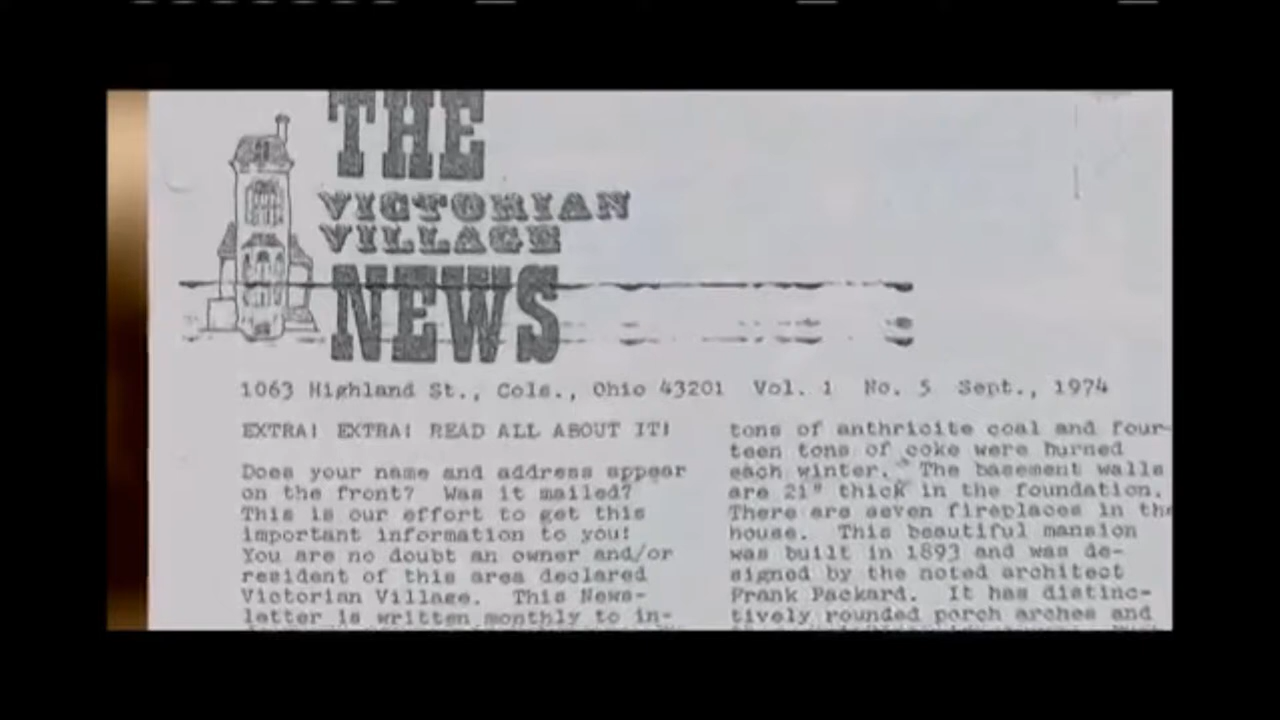 THE
VICTORIAN
VILLAGE
NEWS
1063 Highland St., Cols., Ohio 43201 Vol. 1 No. 5 Sept., 1974
EXTRA! EXTRA! READ ALL ABOUT IT!
Does your name and address appear
on the front? Was it mailed?
This is our effort to get this
important information to you!
You are no doubt an owner and/or
resident of this area declared
Victorian Village. This News-
letter is written monthly to in-
tons of anthricite coal and four-
teen tons of coke were burned
each winter. The basement walls
are 21" thick in the foundation.
There are seven fireplaces in the
house. This beautiful mansion
was built in 1893 and was de-
signed by the noted architect
Frank Packard. It has distinc-
tively rounded porch arches and